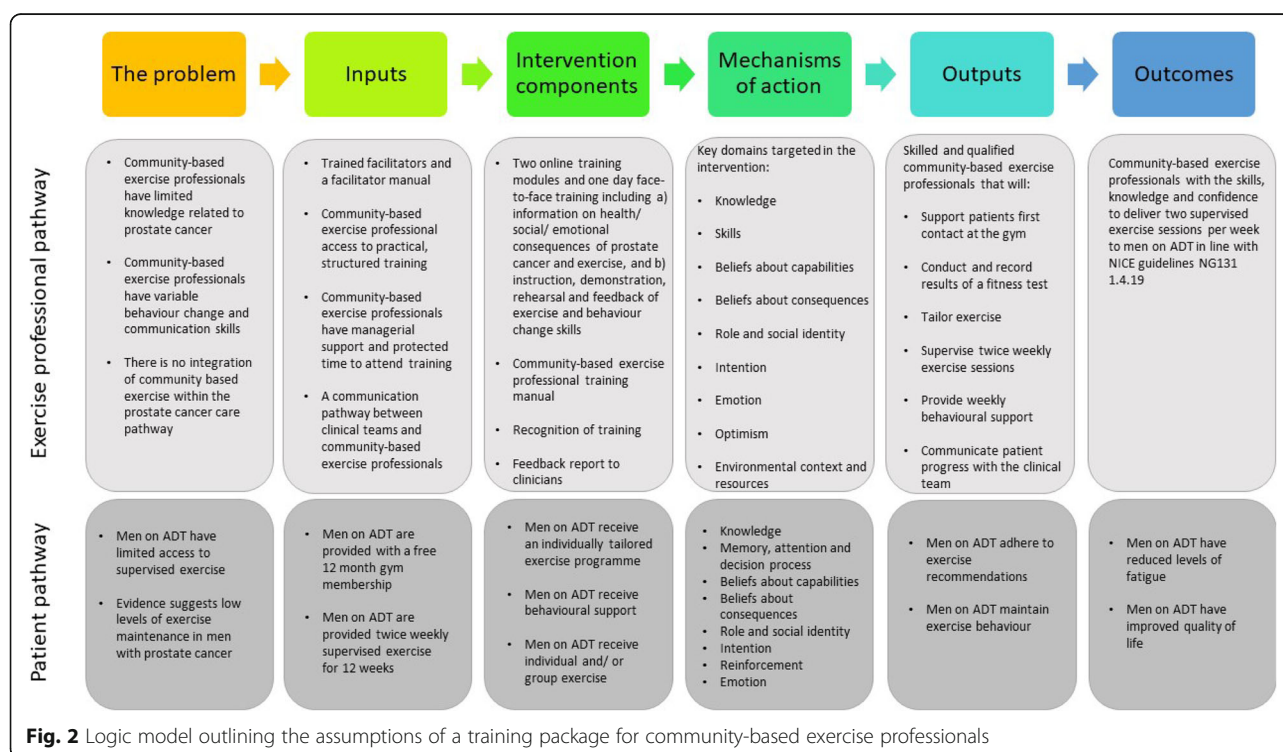 The problem
Inputs
Intervention
components
Mechanisms
of action
Outputs
Outcomes
Exercise professional pathway
• Community-based
exercise professionals
have limited
knowledge related to
prostate cancer
• Community-based
exercise professionals
have variable
behaviour change and
communication skills
• There is no integration
of community based
exercise within the
prostate cancer care
pathway
• Trained facilitators and
a facilitator manual
• Community-based
exercise professional
access to practical,
structured training
• Community-based
exercise professionals
have managerial
support and protected
time to attend training
• A communication
pathway between
clinical teams and
community-based
exercise professionals
• Two online training
modules and one day face-
to-face training including a)
information on health/
social/ emotional
consequences of prostate
cancer and exercise, and b)
instruction, demonstration,
rehearsal and feedback of
exercise and behaviour
change skills
• Community-based exercise
professional training
manual
• Recognition of training
• Feedback report to
clinicians
Key domains targeted in the
intervention:
• Knowledge
• Skills
• Beliefs about capabilities
• Beliefs about consequences
• Role and social identity
• Intention
• Emotion
• Optimism
• Environmental context and
resources
Skilled and qualified
community-based exercise
professionals that will:
• Support patients first
contact at the gym
• Conduct and record
results of a fitness test
• Tailor exercise
• Supervise twice weekly
exercise sessions
• Provide weekly
behavioural support
• Communicate patient
progress with the clinical
team
Community-based exercise
professionals with the skills,
knowledge and confidence
to deliver two supervised
exercise sessions per week
to men on ADT in line with
NICE guidelines NG131
1.4.19
Patient pathway
• Men on ADT have
limited access to
supervised exercise
• Evidence suggests low
levels of exercise
maintenance in men
with prostate cancer
• Men on ADT are
provided with a free
12 month gym
membership
• Men on ADT are
provided twice weekly
supervised exercise
for 12 weeks
• Men on ADT receive
an individually tailored
exercise programme
• Men on ADT receive
behavioural support
• Men on ADT receive
individual and/ or
group exercise
• Knowledge
• Memory, attention and
decision process
• Beliefs about capabilities
• Beliefs about
consequences
• Role and social identity
• Intention
• Reinforcement
• Emotion
• Men on ADT adhere to
exercise
recommendations
• Men on ADT maintain
exercise behaviour
• Men on ADT have
reduced levels of
fatigue
• Men on ADT have
improved quality of
life
Fig. 2 Logic model outlining the assumptions of a training package for community-based exercise professionals